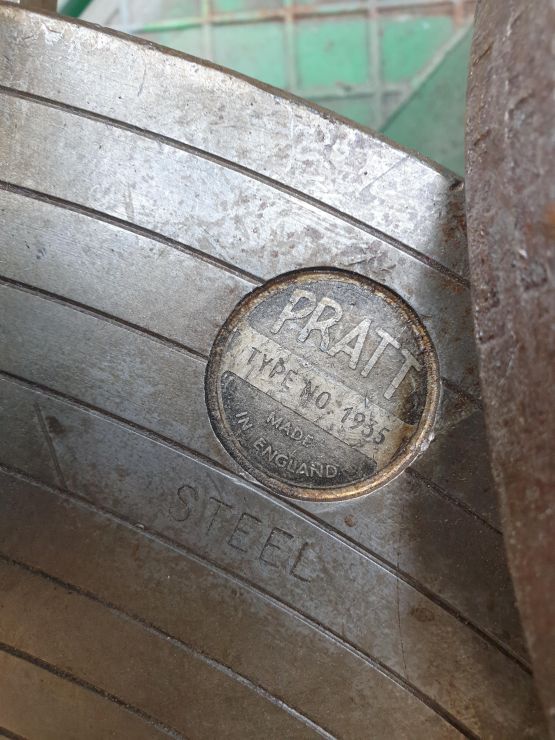 PRATT
TYPE NO. 1935
MADE
IN ENGLAND
STEEL